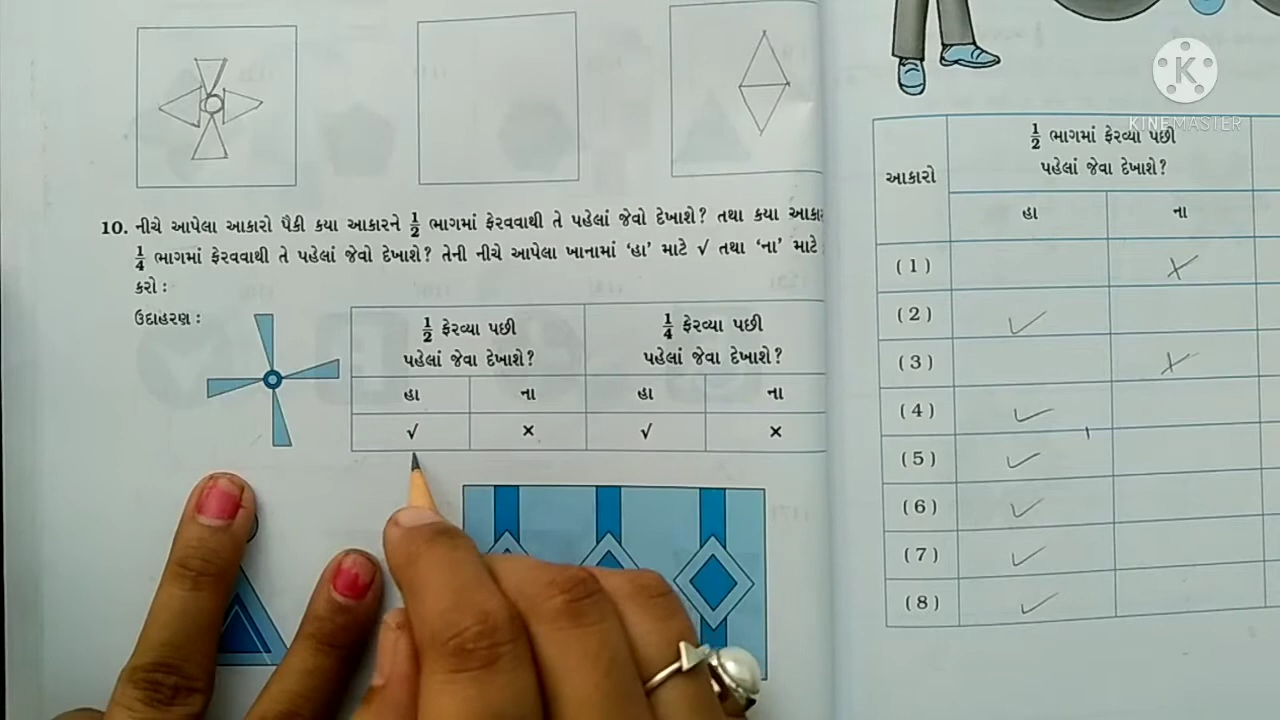 10. નીચે આપેલા આકારો પૈકી કયા આકારને 1/2 ભાગમાં ફેરવવાથી તે પહેલાં જેવો દેખાશે? તથા કયા
1/4 ભાગમાં ફેરવવાથી તે પહેલાં જેવો દેખાશે? તેની નીચે આપેલા ખાનામાં ‘હા’ માટે √ તથા ‘ના’ માટે
કરો :
ઉદાહરણ :
1/2 ફેરવ્યા પછી
પહેલાં જેવા દેખાશે?
1/4 ફેરવ્યા પછી
પહેલાં જેવા દેખાશે?
હા ના હા ના
√ × √ ×
KINEMASTER
આકારો
1/2 ભાગમાં ફેરવ્યા પછી
પહેલાં જેવા દેખાશે?
હા ના
(1) ×
(2) ✓
(3) ×
(4) ✓
(5) ✓
(6) ✓
(7) ✓
(8) ✓